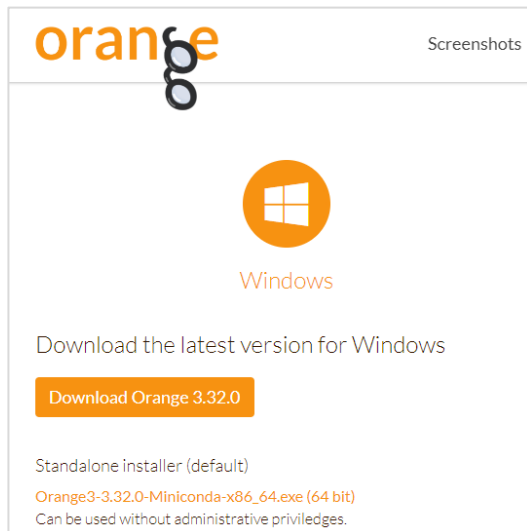 orange
Screenshots
Windows
Download the latest version for Windows
Download Orange 3.32.0
Standalone installer (default)
Orange3-3.32.0-Miniconda-x86_64.exe (64 bit)
Can be used without administrative priviledges.